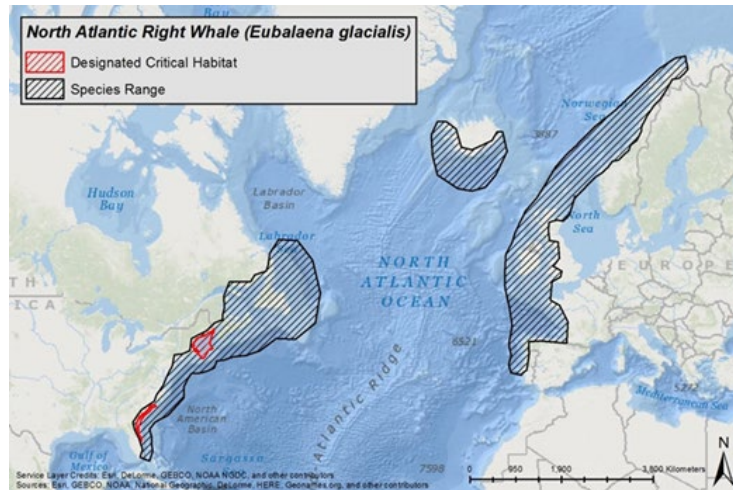 North Atlantic Right Whale (Eubalaena glacialis)
Designated Critical Habitat
Species Range
Norwegian
Sea
3887
Hudson
Bay
Labrador
Basin
Labrador
North
Sea
NORTH
ATLANTIC
OCEAN
EUROPE
TH
ICA
6521
Atlantic Ridge
North
American
Basin
5272
Mediterranean Sea
Gulf of
Mexico
Sargasso
7598
N
0 950 1,900 3,800 Kilometers
Service Layer Credits: Esri, DeLorme, GEBCO, NOAA NGDC, and other contributors
Sources: Esri, GEBCO, NOAA, National Geographic, DeLorme, HERE, Geonames.org, and other contributors